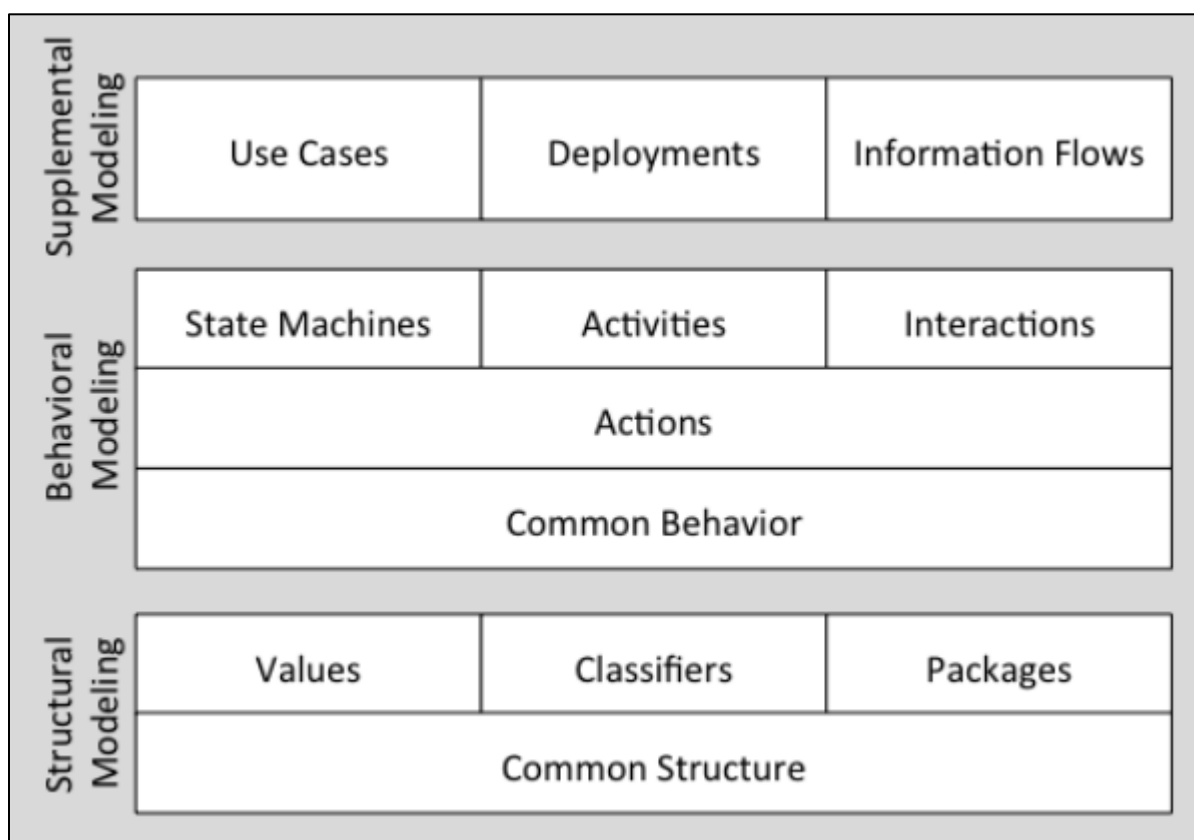 Supplemental
Modeling
Use Cases
Deployments
Information Flows
Behavioral
Modeling
State Machines
Activities
Interactions
Actions
Common Behavior
Structural
Modeling
Values
Classifiers
Packages
Common Structure